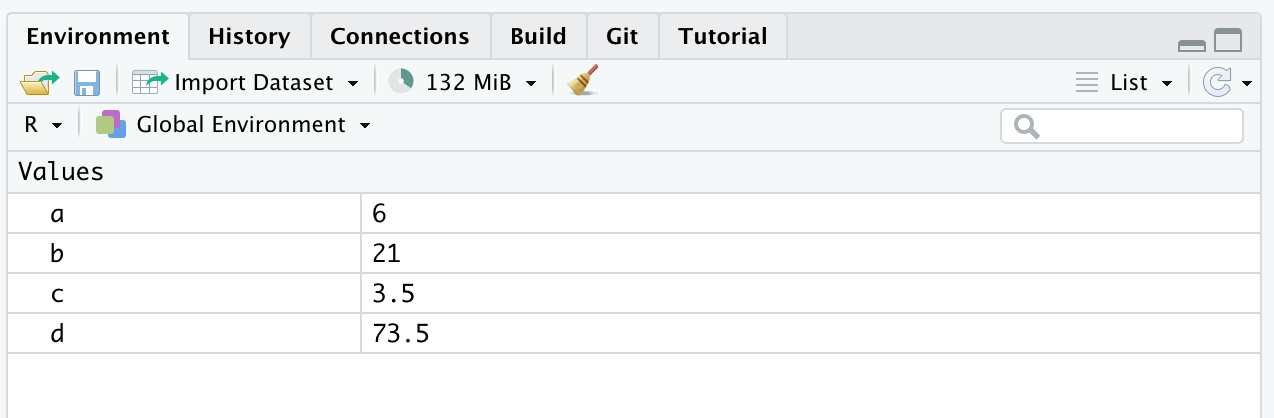 Environment History Connections Build Git Tutorial
Import Dataset 132 MiB List
R Global Environment
Values
a 6
b 21
c 3.5
d 73.5